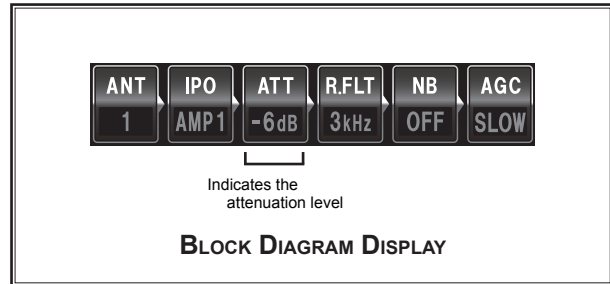 ANT IPO ATT R.FLT NB AGC
1 AMP1 -6dB 3kHz OFF SLOW
Indicates the
attenuation level
BLOCK DIAGRAM DISPLAY